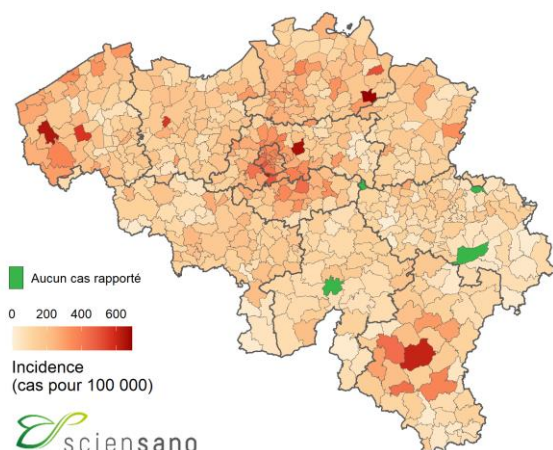 Aucun cas rapporté
0 200 400 600
Incidence
(cas pour 100 000)
sciensano